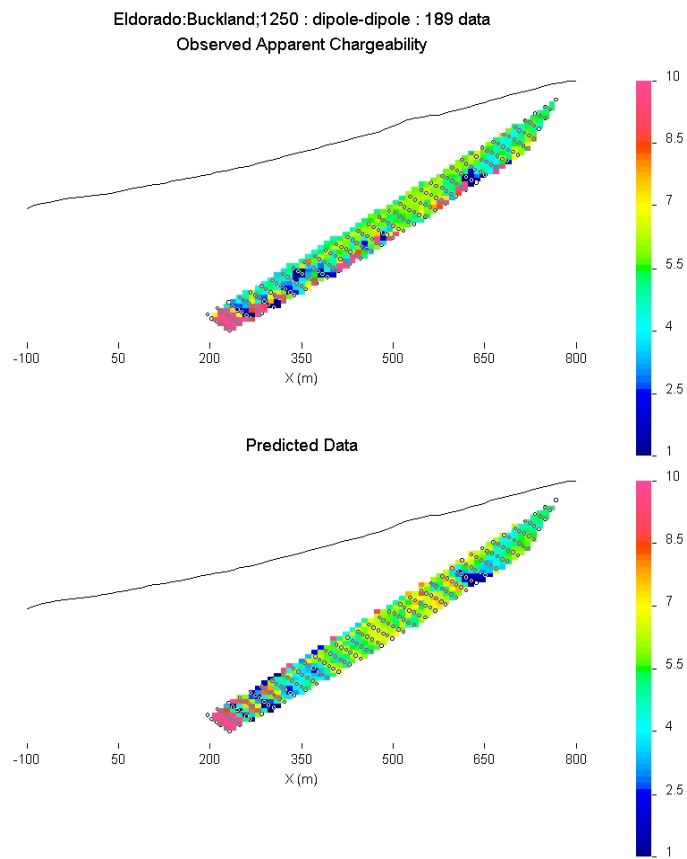 Eldorado:Buckland;1250 : dipole-dipole : 189 data
Observed Apparent Chargeability
10
8.5
7
5.5
4
2.5
1
-100 50 200 350 500 650 800
X (m)
Predicted Data
10
8.5
7
5.5
4
2.5
1
-100 50 200 350 500 650 800
X (m)